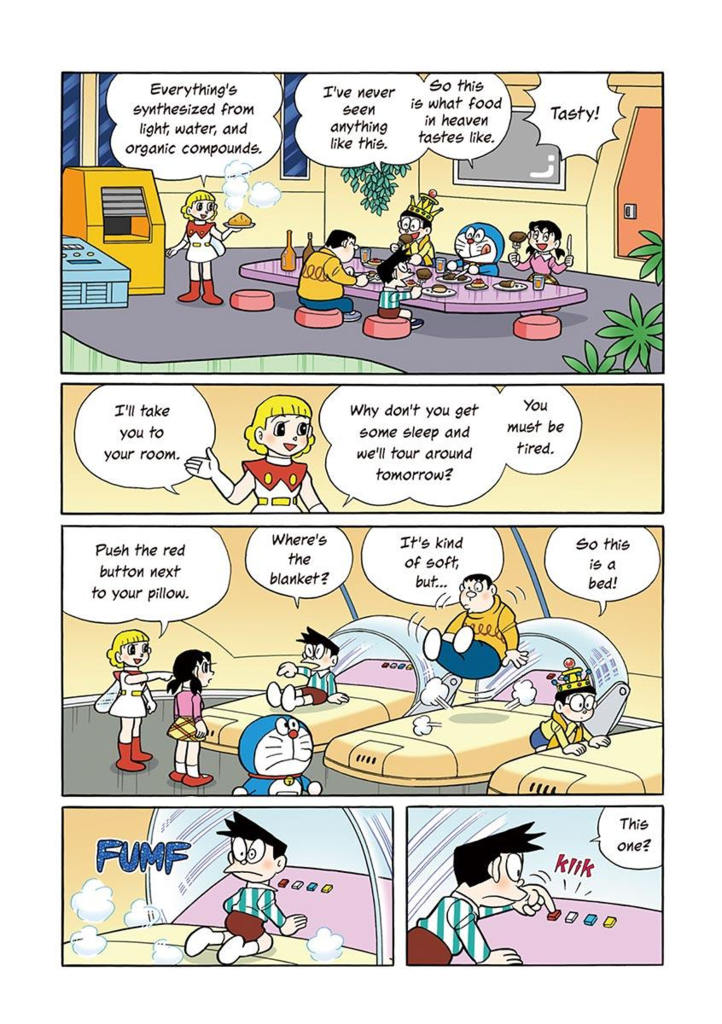 Tasty!
So this
is what food
in heaven
tastes like.
I've never
seen
anything
like this.
Everything's
synthesized from
light, water, and
organic compounds.
You
must be
tired.
Why don't you get
some sleep and
we'll tour around
tomorrow?
I'll take
you to
your room.
So this
is a
bed!
It's kind
of soft,
but...
Where's
the
blanket?
Push the red
button next
to your pillow.
This
one?
klik
FUMF